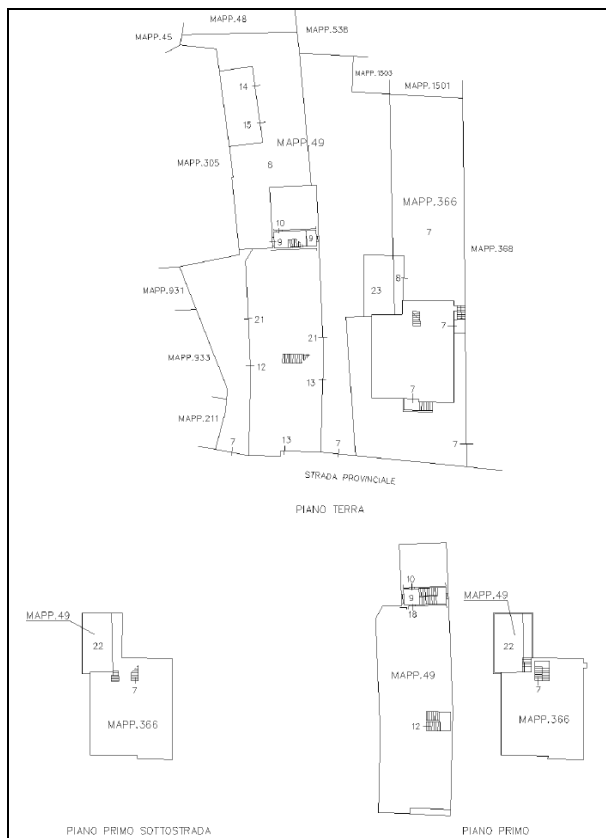 MAPP.48
MAPP.45
MAPP.538
MAPP.1503
MAPP.1501
14
15
MAPP.49
MAPP.305
8
MAPP.366
7
10
9
9
MAPP.368
MAPP.931
8
23
21
21
7
MAPP.933
12
13
7
MAPP.211
7
13
7
7
STRADA PROVINCIALE
PIANO TERRA
10
9
18
MAPP.49
22
7
MAPP.366
MAPP.49
MAPP.49
22
7
12
MAPP.366
PIANO PRIMO SOTTOSTRADA
PIANO PRIMO